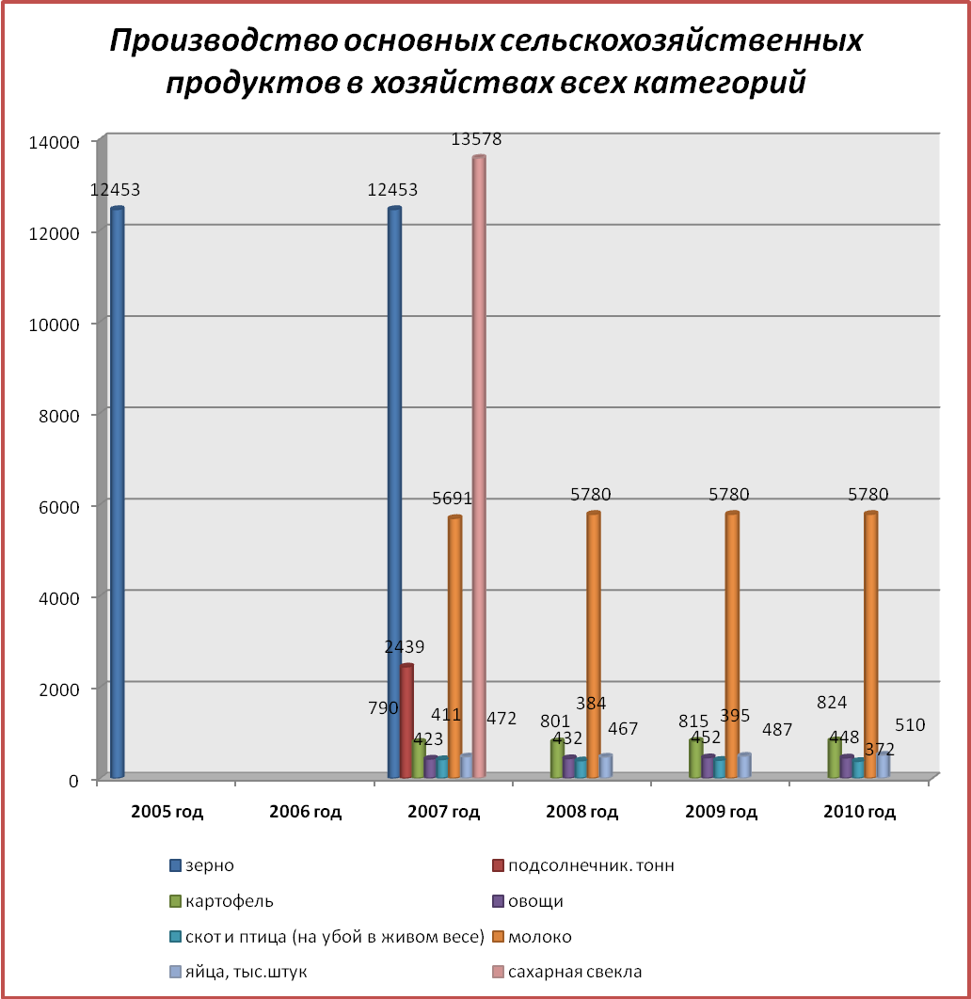 Производство основных сельскохозяйственных
продуктов в хозяйствах всех категорий
14000
12000
10000
8000
6000
4000
2000
0
12453
12453
2439
790
423
411
5691
472
13578
801
432
384
5780
467
815
452
395
5780
487
824
448
372
5780
510
2005 год
2006 год
2007 год
2008 год
2009 год
2010 год
зерно
подсолнечник. тонн
картофель
овощи
скот и птица (на убой в живом весе)
молоко
яйца, тыс.штук
сахарная свекла